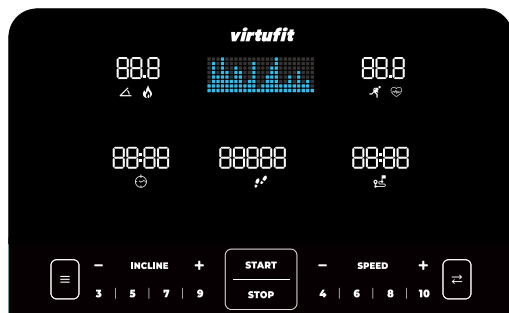 virtufit
88.8
88.8
88:88
88888
88:88
− INCLINE +
START
− SPEED +
3 | 5 | 7 | 9
STOP
4 | 6 | 8 | 10